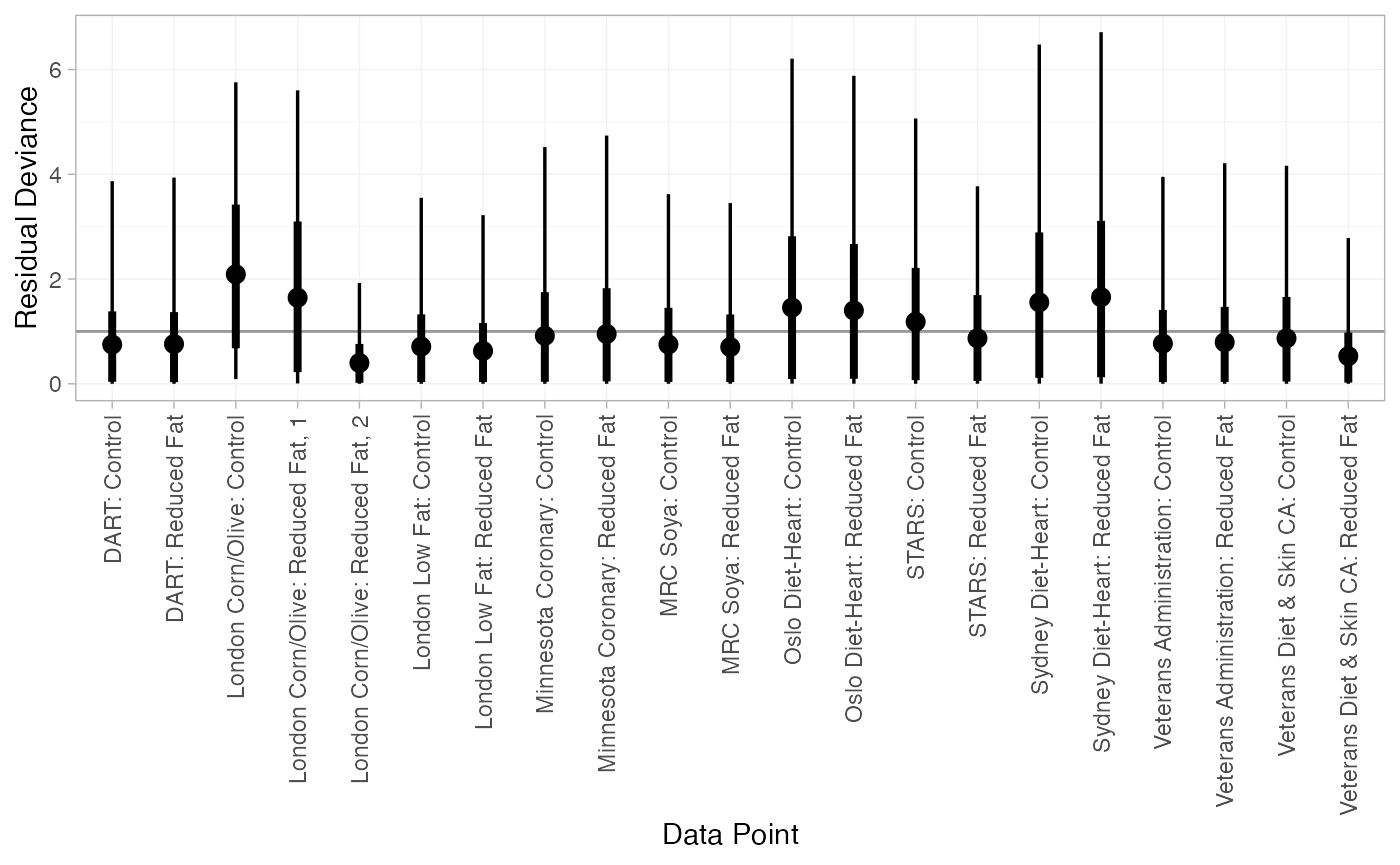 Residual Deviance
6
4
2
0
DART: Control
DART: Reduced Fat
London Corn/Olive: Control
London Corn/Olive: Reduced Fat, 1
London Corn/Olive: Reduced Fat, 2
London Low Fat: Control
London Low Fat: Reduced Fat
Minnesota Coronary: Control
Minnesota Coronary: Reduced Fat
MRC Soya: Control
MRC Soya: Reduced Fat
Oslo Diet-Heart: Control
Oslo Diet-Heart: Reduced Fat
STARS: Control
STARS: Reduced Fat
Sydney Diet-Heart: Control
Sydney Diet-Heart: Reduced Fat
Veterans Administration: Control
Veterans Administration: Reduced Fat
Veterans Diet & Skin CA: Control
Veterans Diet & Skin CA: Reduced Fat
Data Point